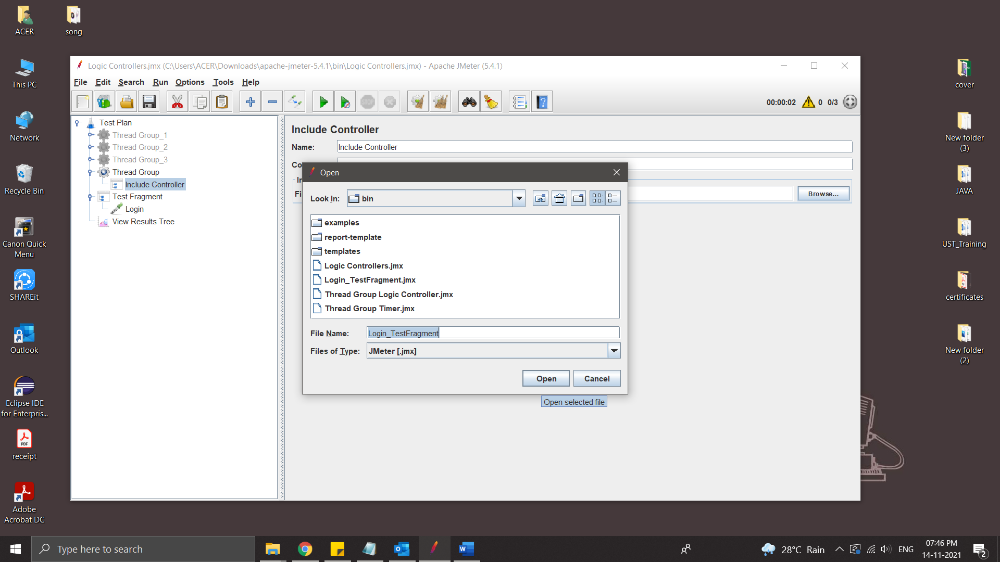 ACER
song
This PC
Network
Recycle Bin
Canon Quick
Menu
SHAREit
Outlook
Eclipse IDE
for Enterpris...
receipt
Adobe
Acrobat DC
Logic Controllers.jmx (C:\Users\ACER\Downloads\apache-jmeter-5.4.1\bin\Logic Controllers.jmx) - Apache JMeter (5.4.1)
File Edit Search Run Options Tools Help
STOP
00:00:02 0 0/3
Test Plan
Thread Group_1
Thread Group_2
Thread Group_3
Thread Group
Include Controller
Test Fragment
Login
View Results Tree
Include Controller
Name: Include Controller
Co
In
Fi
Browse...
Open
Look In: bin
examples
report-template
templates
Logic Controllers.jmx
Login_TestFragment.jmx
Thread Group Logic Controller.jmx
Thread Group Timer.jmx
File Name: Login_TestFragment
Files of Type: JMeter [.jmx]
Open Cancel
Open selected file
cover
New folder
(3)
JAVA
UST_Training
certificates
New folder
(2)
Type here to search
28°C Rain
ENG
07:46 PM
14-11-2021
2